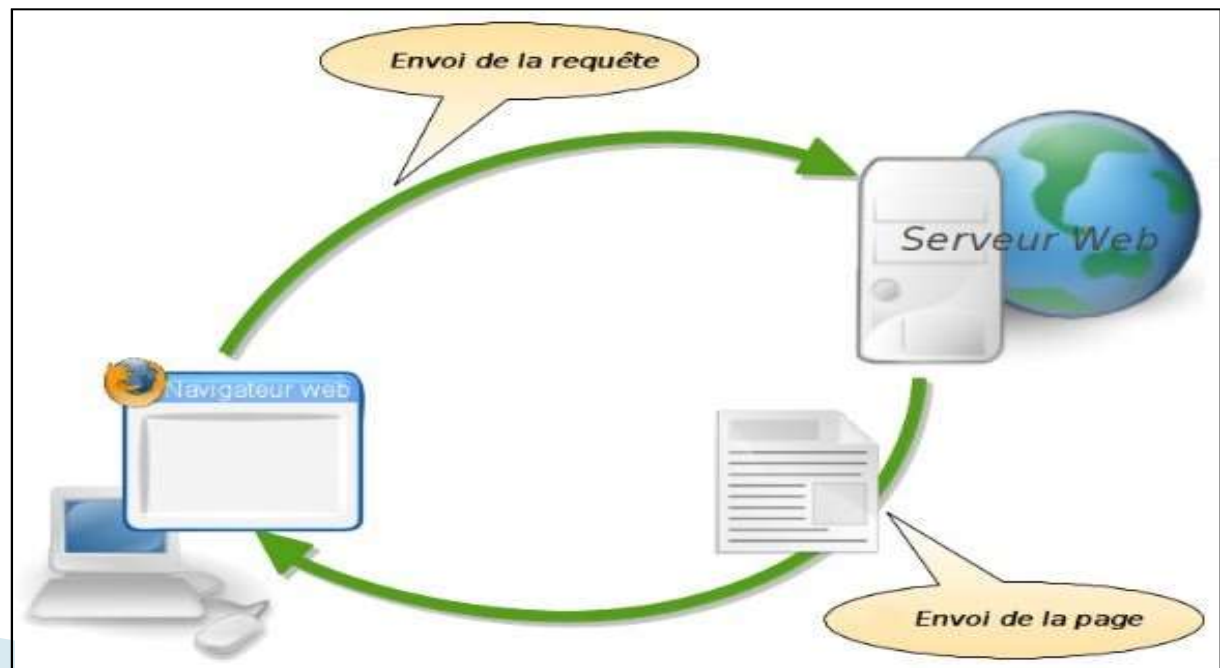 Envoi de la requête
Serveur Web
Navigateur web
Envoi de la page